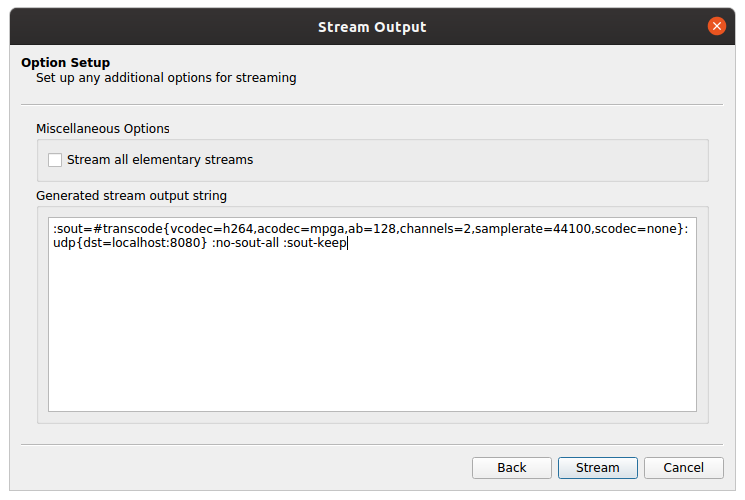 Stream Output
Option Setup
Set up any additional options for streaming
Miscellaneous Options
Stream all elementary streams
Generated stream output string
:sout=#transcode{vcodec=h264,acodec=mpga,ab=128,channels=2,samplerate=44100,scodec=none}:
udp{dst=localhost:8080} :no-sout-all :sout-keep
Back
Stream
Cancel